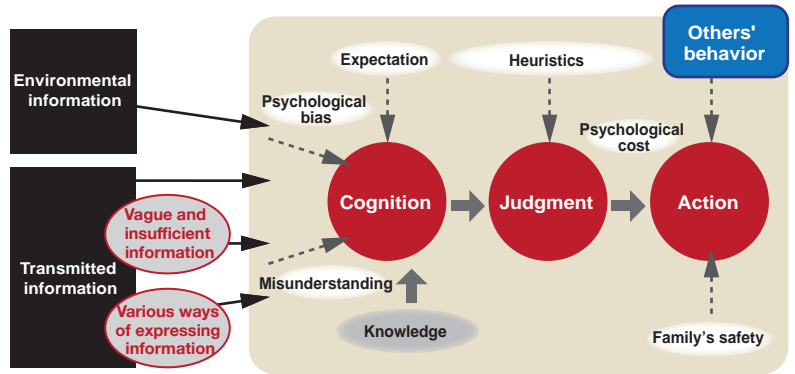 Environmental
information
Transmitted
information
Vague and
insufficient
information
Various ways
of expressing
information
Psychological
bias
Expectation
Heuristics
Others'
behavior
Psychological
cost
Cognition
Judgment
Action
Misunderstanding
Knowledge
Family's safety